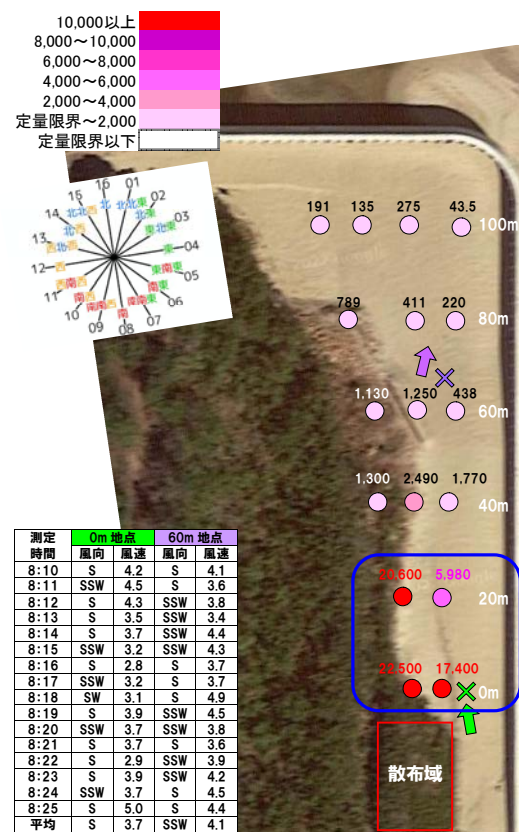 10,000以上
8,000～10,000
6,000～8,000
4,000～6,000
2,000～4,000
定量限界～2,000
定量限界以下
16 北
01 北北東
02 北東
03 東北東
04 東
05 東南東
06 南東
07 南南東
08 南
09 南南西
10 南西
11 西南西
12 西
13 西北西
14 北西
15 北北西
191 135 275 43.5 100m
789 411 220 80m
1,130 1,250 438 60m
1,300 2,490 1,770 40m
20,600 5,980 20m
22,500 17,400 0m
散布域
測定時間 0m 地点 60m 地点
風向 風速 風向 風速
8:10 S 4.2 S 4.1
8:11 SSW 4.5 S 3.6
8:12 S 4.3 SSW 3.8
8:13 S 3.5 SSW 3.4
8:14 S 3.7 SSW 4.4
8:15 SSW 3.2 SSW 4.3
8:16 S 2.8 S 3.7
8:17 SSW 3.2 S 3.7
8:18 SW 3.1 S 4.9
8:19 S 3.9 SSW 4.5
8:20 SSW 3.7 SSW 3.8
8:21 S 3.7 S 3.6
8:22 S 2.9 SSW 3.9
8:23 S 3.9 SSW 4.2
8:24 SSW 3.7 S 4.5
8:25 S 5.0 S 4.4
平均 S 3.7 SSW 4.1